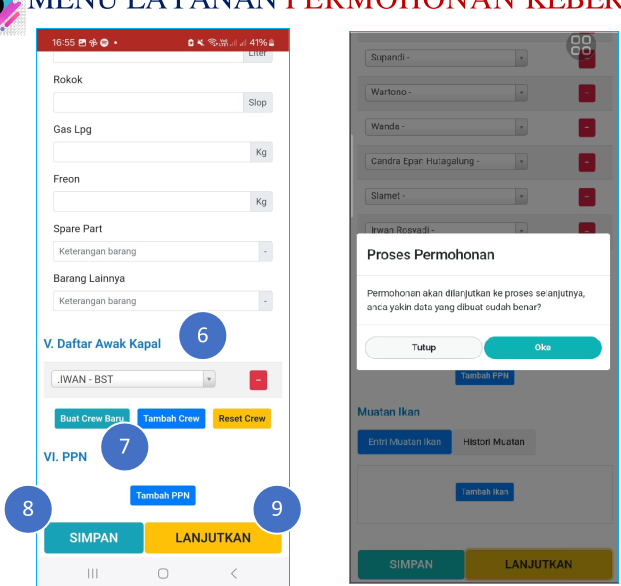 MENU LAYANAN PERMOHONAN KEBER
16:55
41%
Liter
Rokok
Slop
Gas Lpg
Kg
Freon
Kg
Spare Part
Keterangan barang
-
Barang Lainnya
Keterangan barang
-
6
V. Daftar Awak Kapal
.IWAN - BST
-
Buat Crew Baru
Tambah Crew
Reset Crew
7
VI. PPN
Tambah PPN
8
9
SIMPAN
LANJUTKAN
Supandi -
-
Wartono -
-
Wanda -
-
Candra Epan Hutagalung -
-
Slamet -
-
Irwan Rosyadi -
Proses Permohonan
Permohonan akan dilanjutkan ke proses selanjutnya,
anda yakin data yang dibuat sudah benar?
Tutup
Oke
Tambah PPN
Muatan Ikan
Entri Muatan Ikan
Histori Muatan
Tambah Ikan
SIMPAN
LANJUTKAN